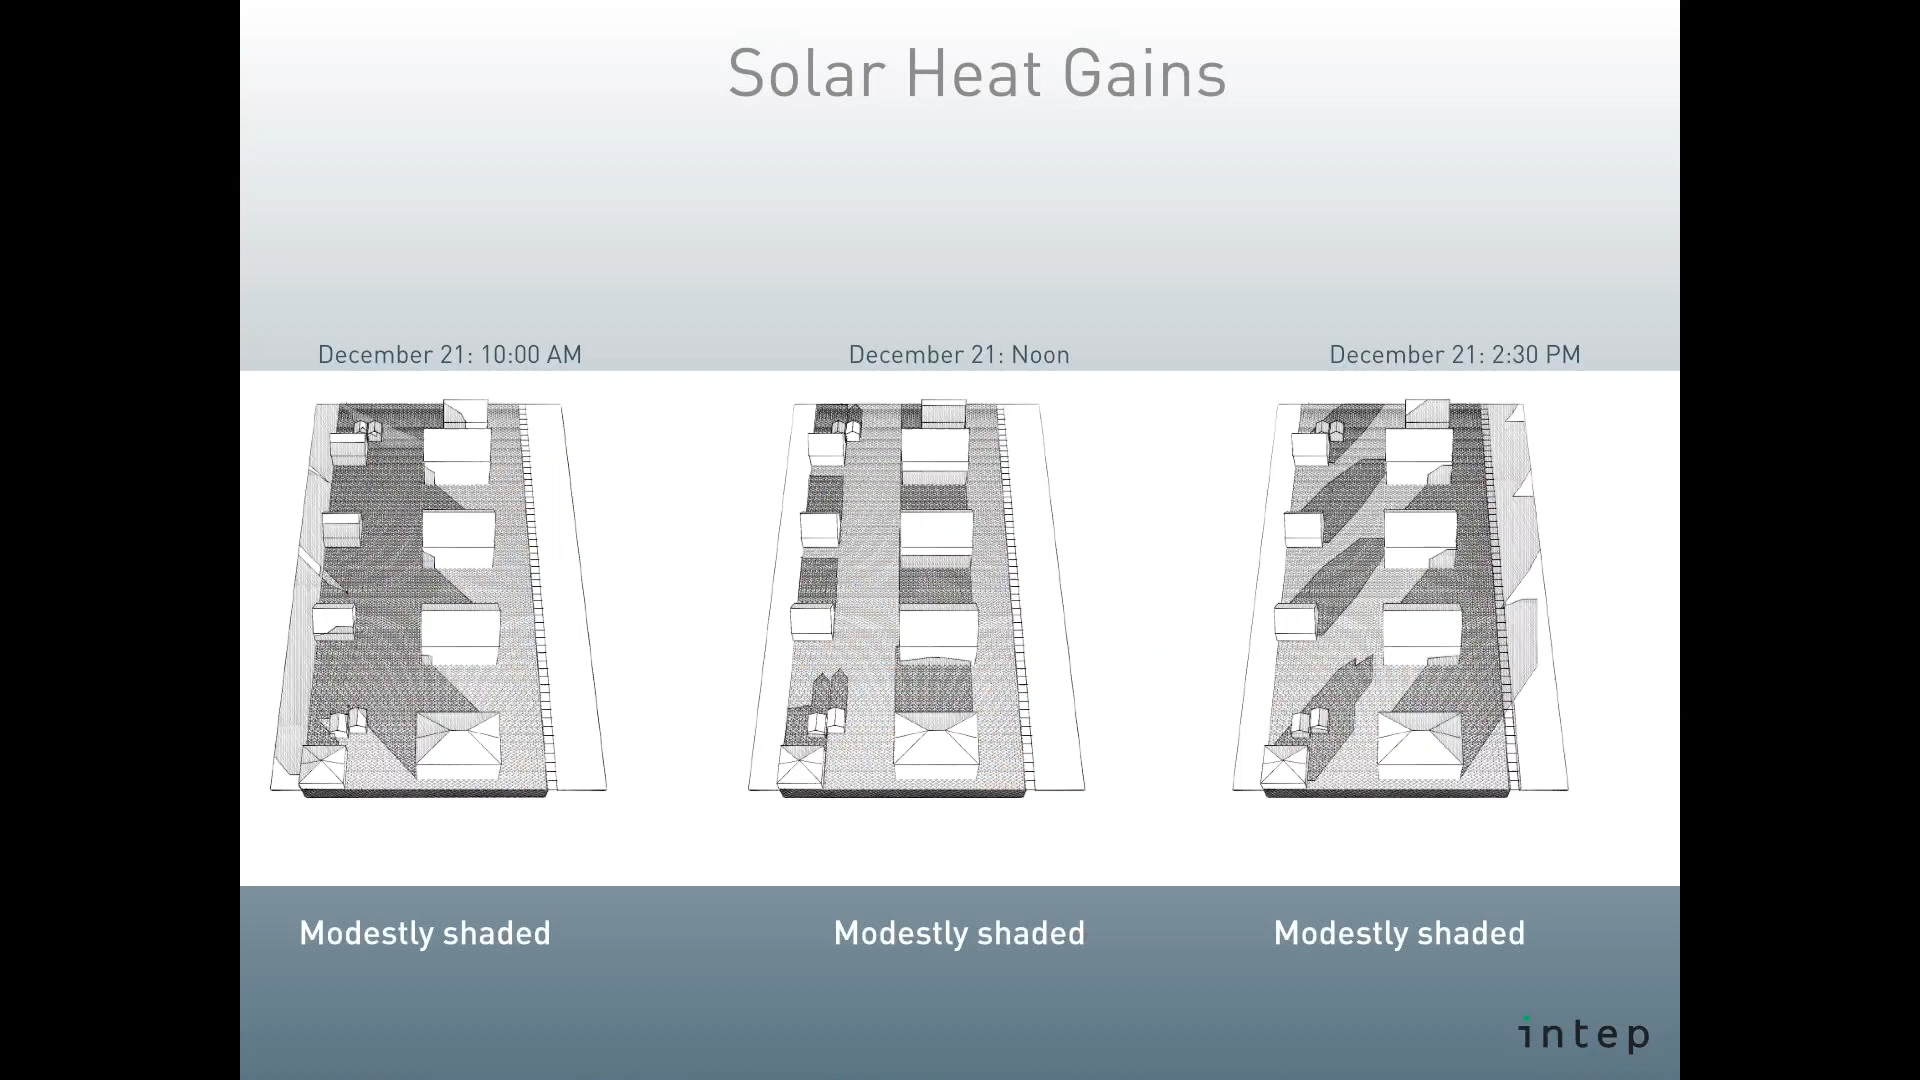 Solar Heat Gains
December 21: 10:00 AM
December 21: Noon
December 21: 2:30 PM
Modestly shaded
Modestly shaded
Modestly shaded
intep